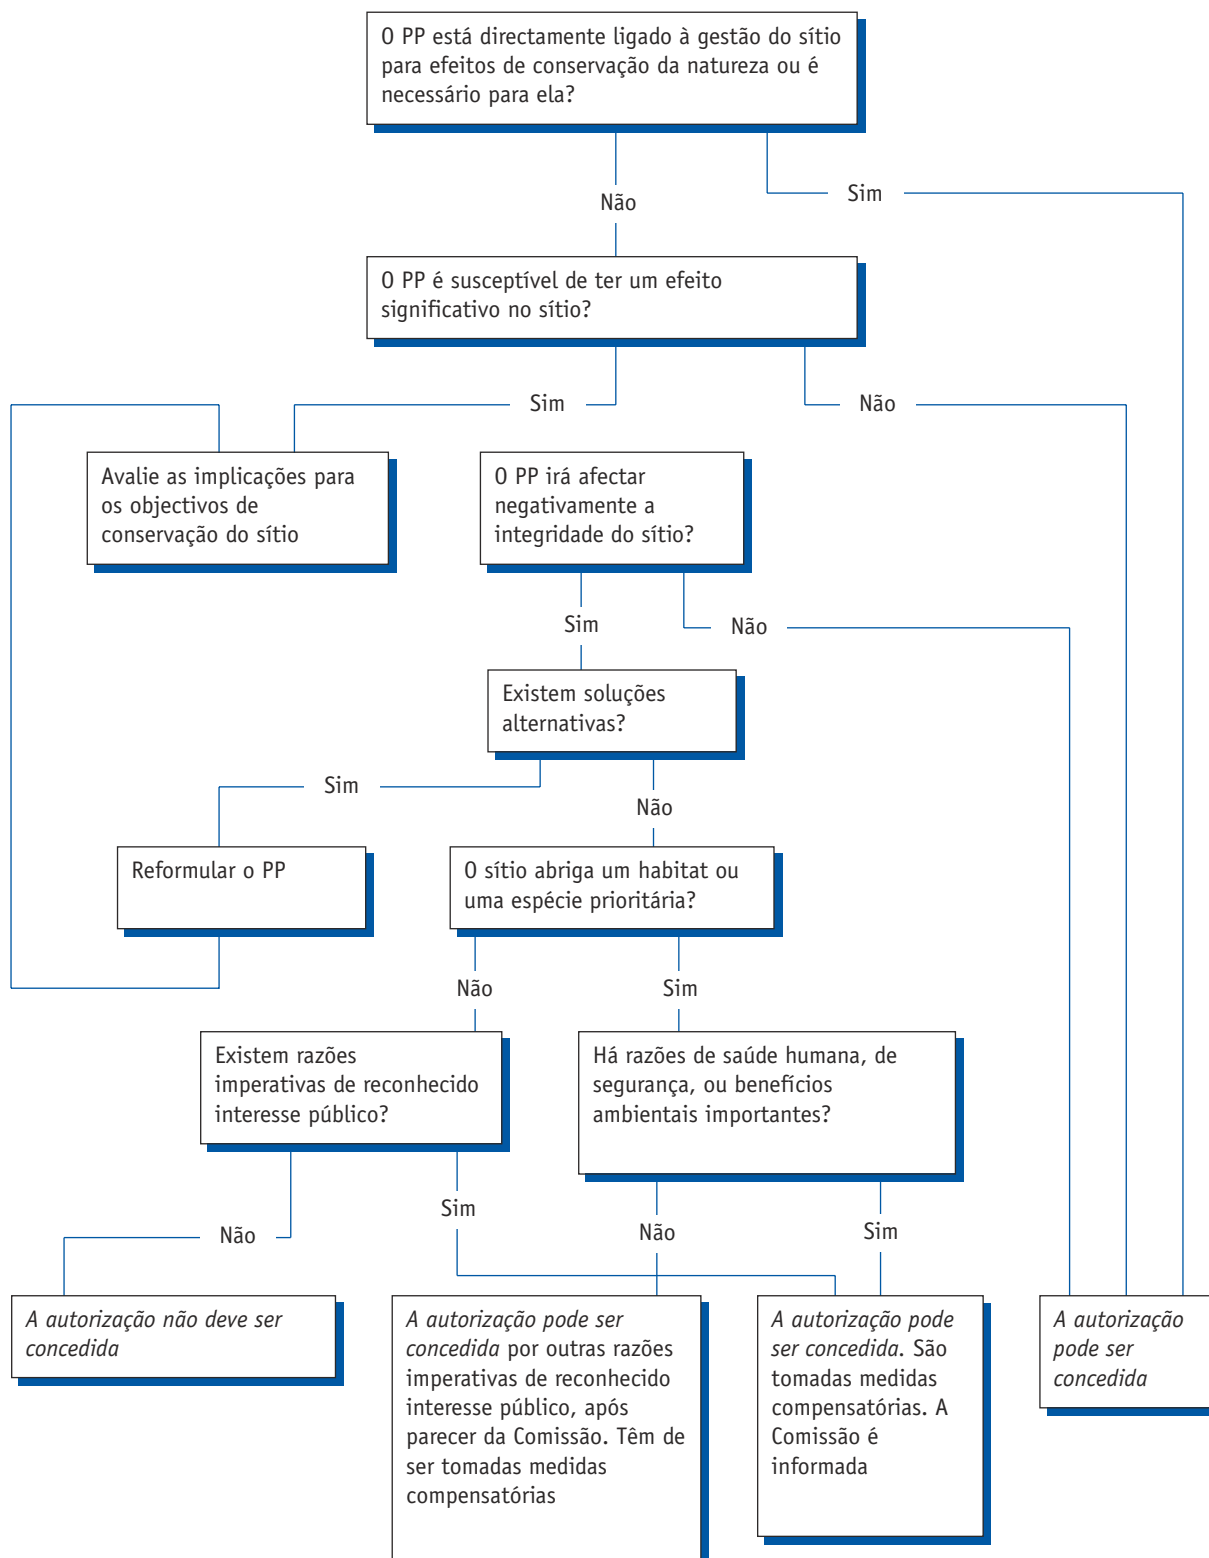 O PP está directamente ligado à gestão do sítio
para efeitos de conservação da natureza ou é
necessário para ela?
Sim
Não
O PP é susceptível de ter um efeito
significativo no sítio?
Sim
Não
Avalie as implicações para
os objectivos de
conservação do sítio
O PP irá afectar
negativamente a
integridade do sítio?
Sim
Não
Existem soluções
alternativas?
Sim
Não
Reformular o PP
O sítio abriga um habitat ou
uma espécie prioritária?
Não
Sim
Existem razões
imperativas de reconhecido
interesse público?
Há razões de saúde humana, de
segurança, ou benefícios
ambientais importantes?
Não
Sim
Não
Sim
A autorização não deve ser
concedida
A autorização pode ser
concedida por outras razões
imperativas de reconhecido
interesse público, após
parecer da Comissão. Têm de
ser tomadas medidas
compensatórias
A autorização pode
ser concedida. São
tomadas medidas
compensatórias. A
Comissão é
informada
A autorização
pode ser
concedida